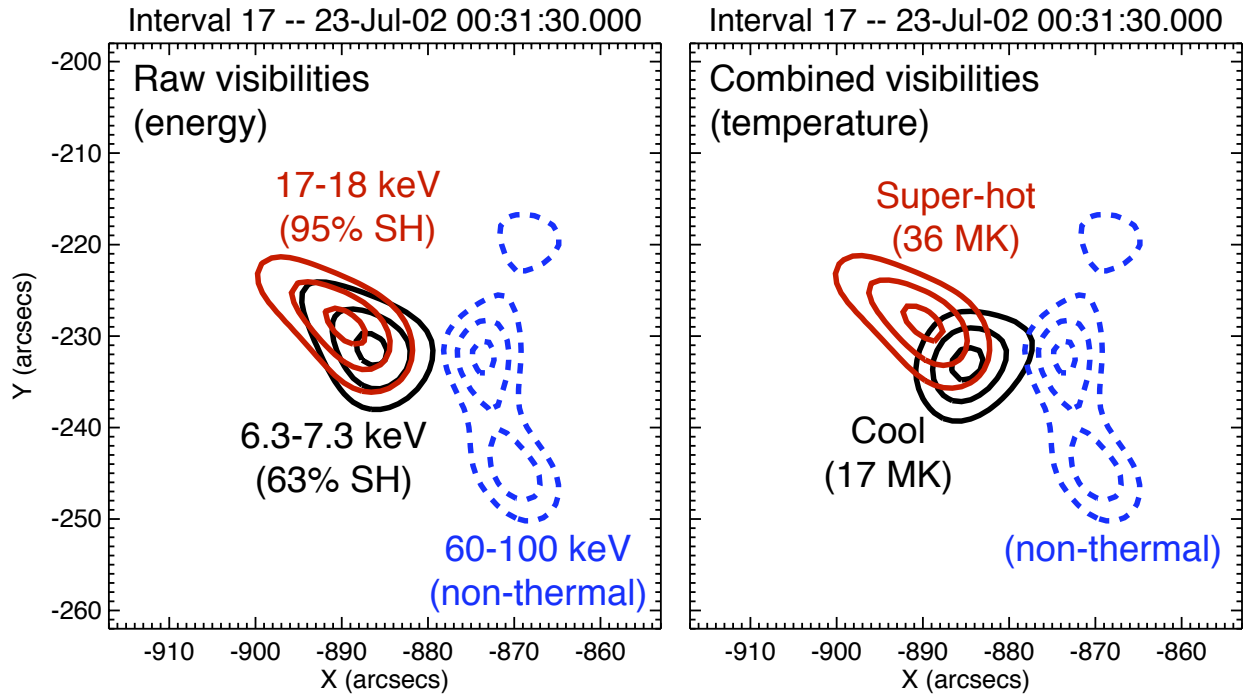 Interval 17 -- 23-Jul-02 00:31:30.000
Interval 17 -- 23-Jul-02 00:31:30.000
Raw visibilities
(energy)
17-18 keV
(95% SH)
6.3-7.3 keV
(63% SH)
60-100 keV
(non-thermal)
Combined visibilities
(temperature)
Super-hot
(36 MK)
Cool
(17 MK)
(non-thermal)
Y (arcsecs)
-200
-210
-220
-230
-240
-250
-260
-910 -900 -890 -880 -870 -860
X (arcsecs)
-910 -900 -890 -880 -870 -860
X (arcsecs)